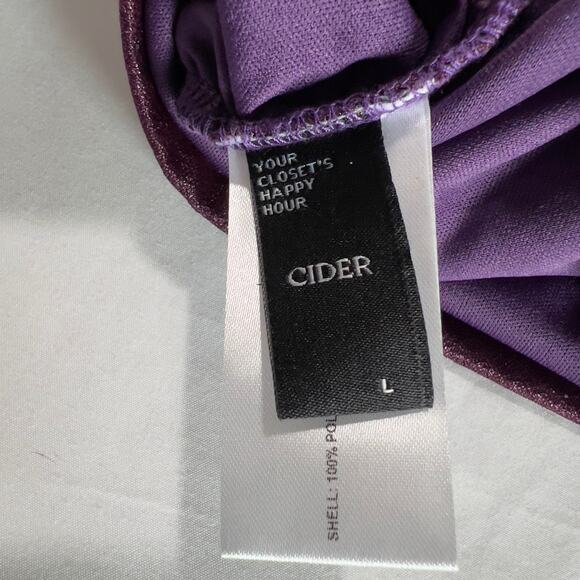 YOUR
CLOSET'S
HAPPY
HOUR
CIDER
L
SHELL: 100% POL